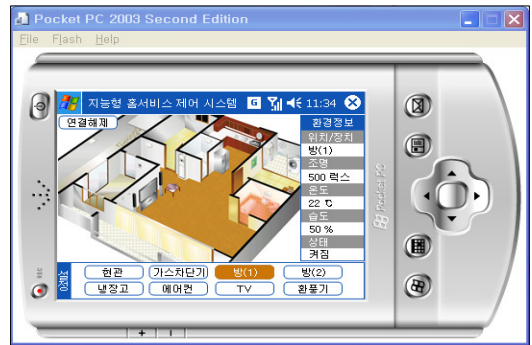 Pocket PC 2003 Second Edition
File Flash Help
지능형 홈서비스 제어 시스템 G 11:34
연결해제
환경정보
위치/장치
방(1)
조명
500 럭스
온도
22 ℃
습도
50 %
상태
켜짐
현관 가스차단기 방(1) 방(2)
냉장고 에어컨 TV 환풍기
Pocket PC
REC